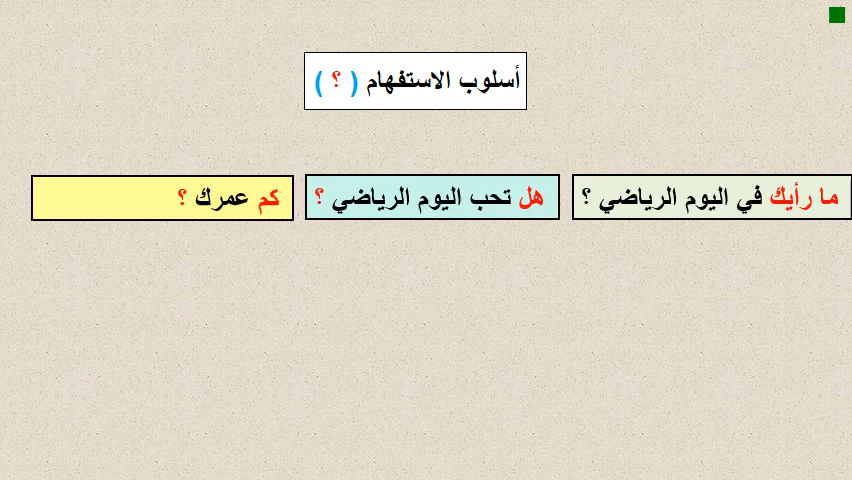 أسلوب الاستفهام ( ؟ )
ما رأيك في اليوم الرياضي ؟
هل تحب اليوم الرياضي ؟
كم عمرك ؟